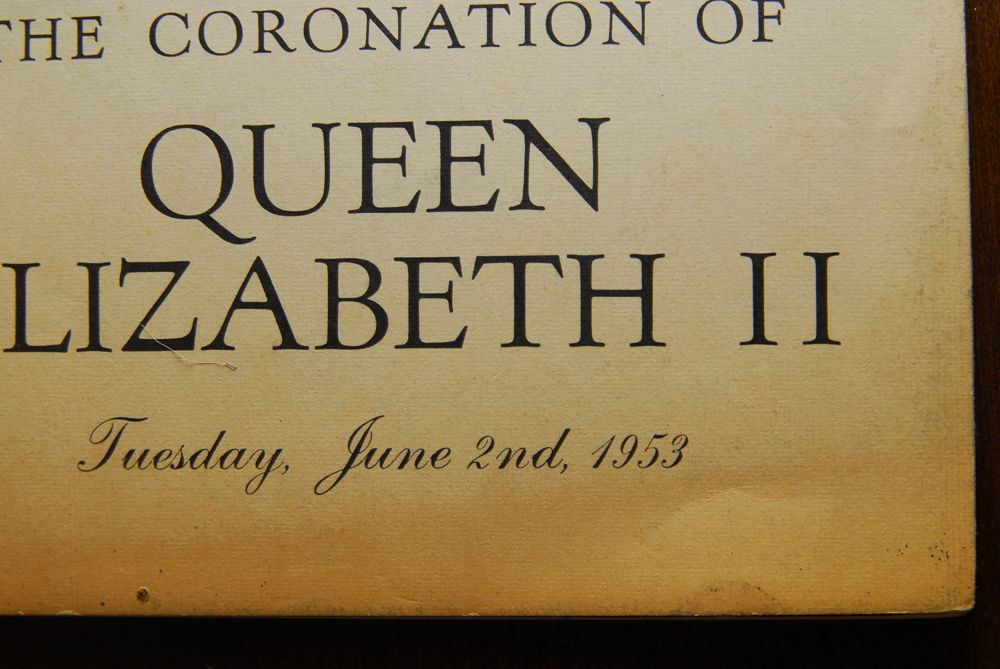 THE CORONATION OF
QUEEN
LIZABETH II
Tuesday, June 2nd, 1953